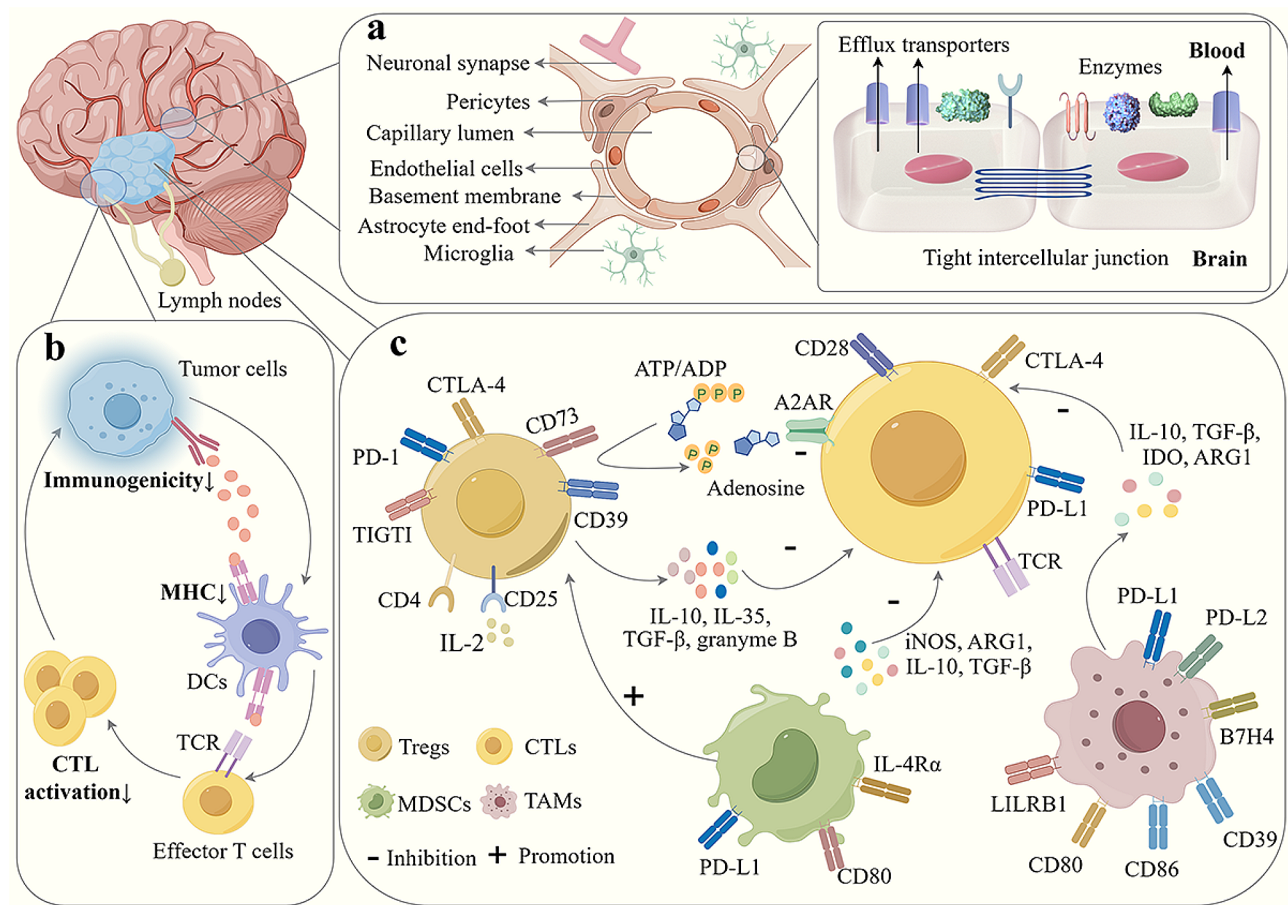 a
Neuronal synapse
Pericytes
Capillary lumen
Endothelial cells
Basement membrane
Astrocyte end-foot
Microglia
Efflux transporters
Blood
Enzymes
Tight intercellular junction
Brain
Lymph nodes
b
Tumor cells
Immunogenicity↓
MHC↓
DCs
TCR
CTL
activation↓
Effector T cells
c
CTLA-4
CD73
PD-1
TIGTI
CD39
CD4
CD25
IL-2
ATP/ADP
P P P
P
P
P
Adenosine
A2AR
-
CD28
CTLA-4
PD-L1
TCR
-
IL-10, TGF-β,
IDO, ARG1
-
IL-10, IL-35,
TGF-β, granyme B
-
iNOS, ARG1,
IL-10, TGF-β
+
IL-4Rα
PD-L1
CD80
PD-L1
PD-L2
B7H4
LILRB1
CD80
CD86
CD39
Tregs
CTLs
MDSCs
TAMs
- Inhibition
+ Promotion